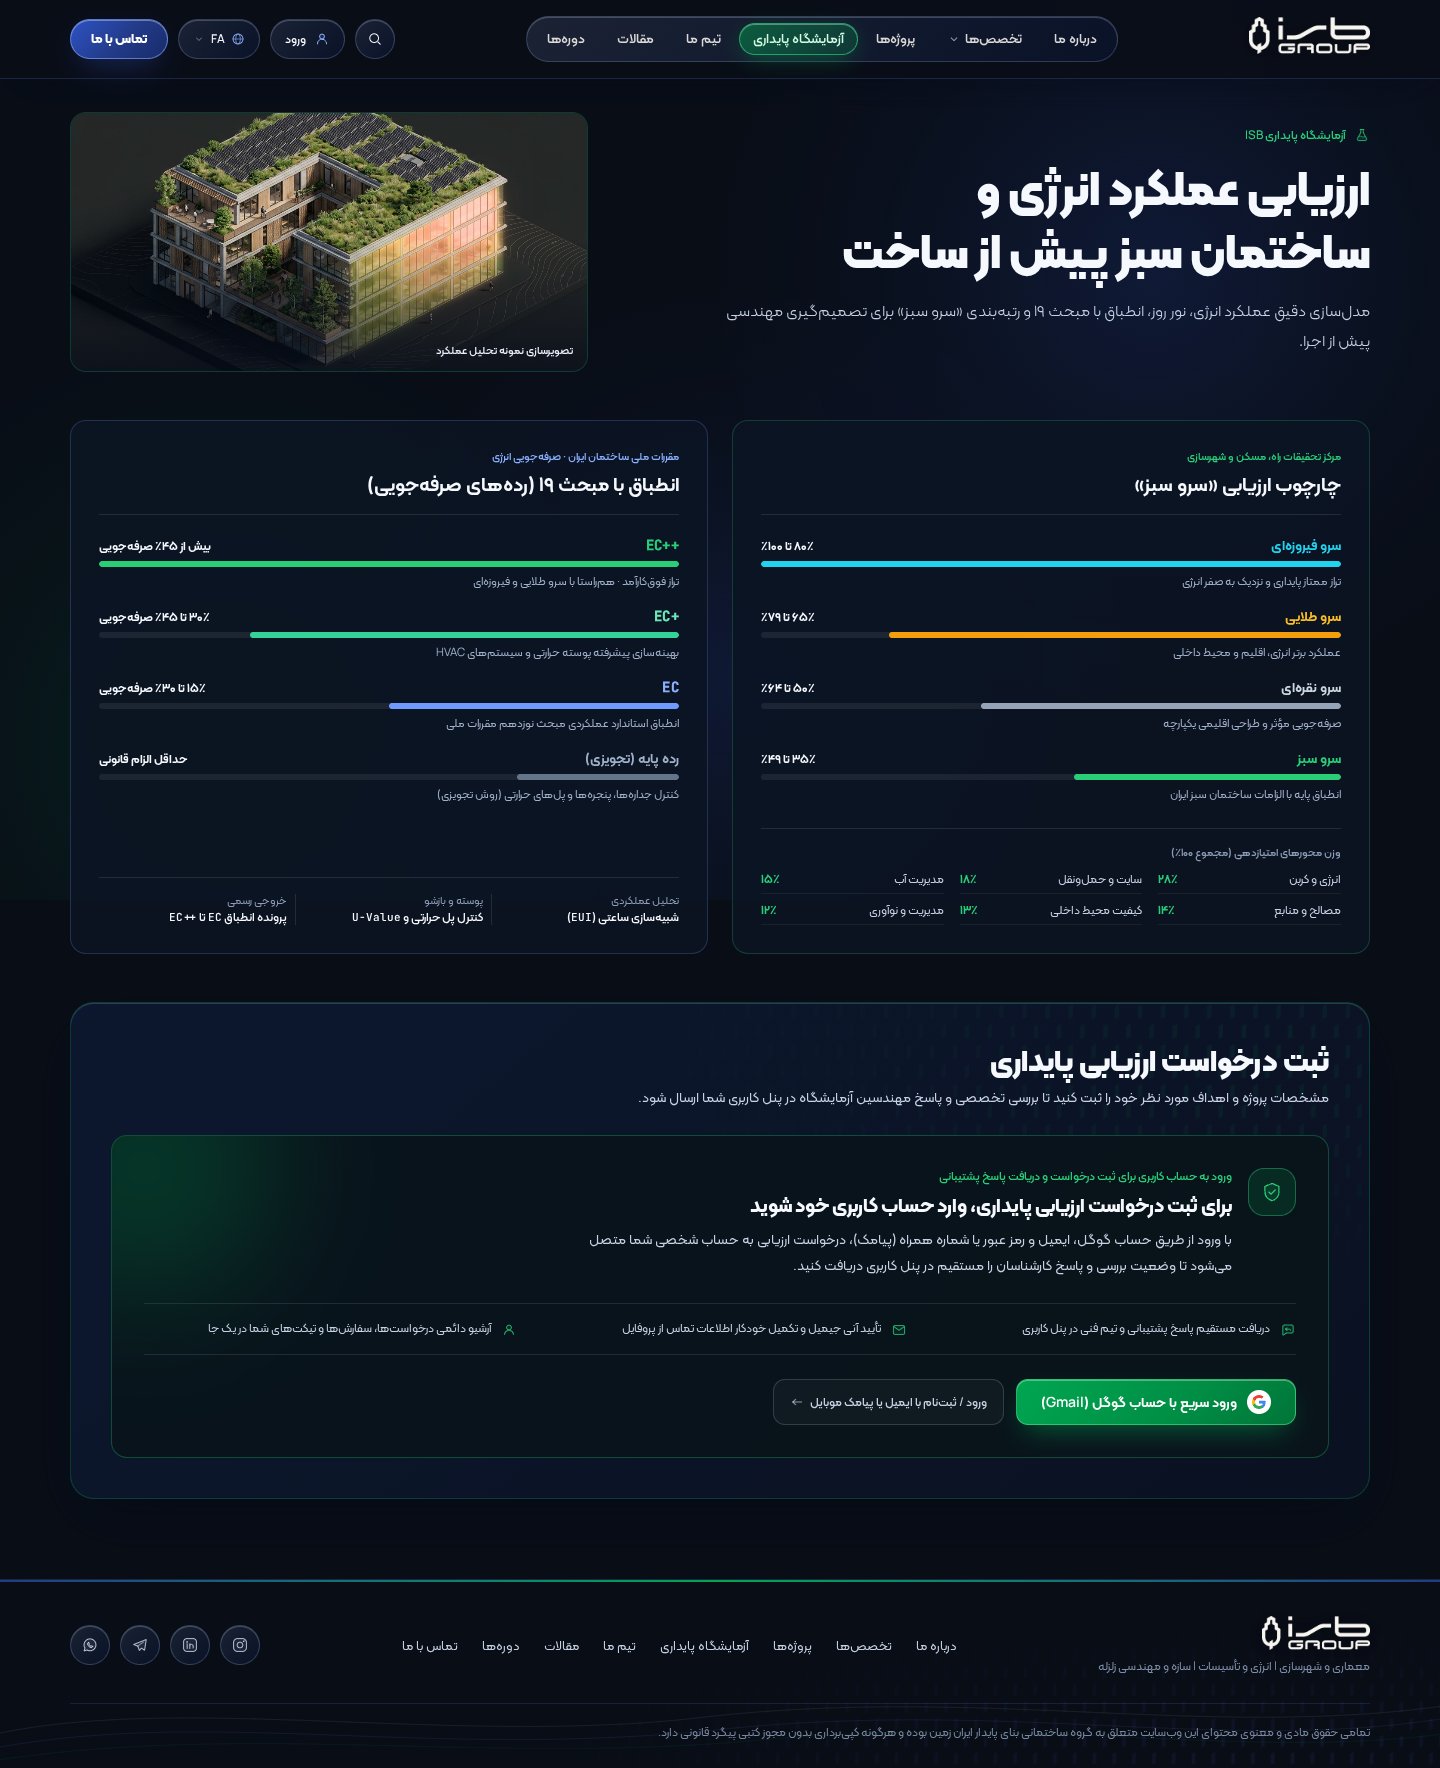 isb GROUP
درباره ما
تخصص‌ها
پروژه‌ها
آزمایشگاه پایداری
تیم ما
مقالات
دوره‌ها
ورود
FA
تماس با ما
آزمایشگاه پایداری ISB
ارزیابی عملکرد انرژی و
ساختمان سبز پیش از ساخت
مدل‌سازی دقیق عملکرد انرژی، نور روز، انطباق با مبحث ۱۹ و رتبه‌بندی «سرو سبز» برای تصمیم‌گیری مهندسی
پیش از اجرا.
تصویرسازی نمونه تحلیل عملکرد
مرکز تحقیقات راه، مسکن و شهرسازی
چارچوب ارزیابی «سرو سبز»
سرو فیروزه‌ای
۸۰٪ تا ۱۰۰٪
تراز ممتاز پایداری و نزدیک به صفر انرژی
سرو طلایی
۶۵٪ تا ۷۹٪
عملکرد برتر انرژی، اقلیم و محیط داخلی
سرو نقره‌ای
۵۰٪ تا ۶۴٪
صرفه‌جویی مؤثر و طراحی اقلیمی یکپارچه
سرو سبز
۳۵٪ تا ۴۹٪
انطباق پایه با الزامات ساختمان سبز ایران
وزن محورهای امتیازدهی (مجموع ۱۰۰٪)
انرژی و کربن ۲۸٪
سایت و حمل‌ونقل ۱۸٪
مدیریت آب ۱۵٪
مصالح و منابع ۱۴٪
کیفیت محیط داخلی ۱۳٪
مدیریت و نوآوری ۱۲٪
مقررات ملی ساختمان ایران · صرفه‌جویی انرژی
انطباق با مبحث ۱۹ (رده‌های صرفه‌جویی)
EC++
بیش از ۴۵٪ صرفه‌جویی
تراز فوق‌کارآمد · هم‌راستا با سرو طلایی و فیروزه‌ای
EC+
۳۰٪ تا ۴۵٪ صرفه‌جویی
بهینه‌سازی پیشرفته پوسته حرارتی و سیستم‌های HVAC
EC
۱۵٪ تا ۳۰٪ صرفه‌جویی
انطباق استاندارد عملکردی مبحث نوزدهم مقررات ملی
رده پایه (تجویزی)
حداقل الزام قانونی
کنترل جداره‌ها، پنجره‌ها و پل‌های حرارتی (روش تجویزی)
تحلیل عملکردی
شبیه‌سازی ساعتی (EUI)
پوسته و بازشو
کنترل پل حرارتی و U-Value
خروجی رسمی
پرونده انطباق EC تا EC++
ثبت درخواست ارزیابی پایداری
مشخصات پروژه و اهداف مورد نظر خود را ثبت کنید تا بررسی تخصصی و پاسخ مهندسین آزمایشگاه در پنل کاربری شما ارسال شود.
ورود به حساب کاربری برای ثبت درخواست و دریافت پاسخ پشتیبانی
برای ثبت درخواست ارزیابی پایداری، وارد حساب کاربری خود شوید
با ورود از طریق حساب گوگل، ایمیل و رمز عبور یا شماره همراه (پیامک)، درخواست ارزیابی به حساب شخصی شما متصل
می‌شود تا وضعیت بررسی و پاسخ کارشناسان را مستقیم در پنل کاربری دریافت کنید.
دریافت مستقیم پاسخ پشتیبانی و تیم فنی در پنل کاربری
تأیید آنی جیمیل و تکمیل خودکار اطلاعات تماس از پروفایل
آرشیو دائمی درخواست‌ها، سفارش‌ها و تیکت‌های شما در یک جا
ورود سریع با حساب گوگل (Gmail)
ورود / ثبت‌نام با ایمیل یا پیامک موبایل ←
isb GROUP
معماری و شهرسازی | انرژی و تأسیسات | سازه و مهندسی زلزله
درباره ما
تخصص‌ها
پروژه‌ها
آزمایشگاه پایداری
تیم ما
مقالات
دوره‌ها
تماس با ما
تمامی حقوق مادی و معنوی محتوای این وب‌سایت متعلق به گروه ساختمانی بنای پایدار ایران زمین بوده و هرگونه کپی‌برداری بدون مجوز کتبی پیگرد قانونی دارد.